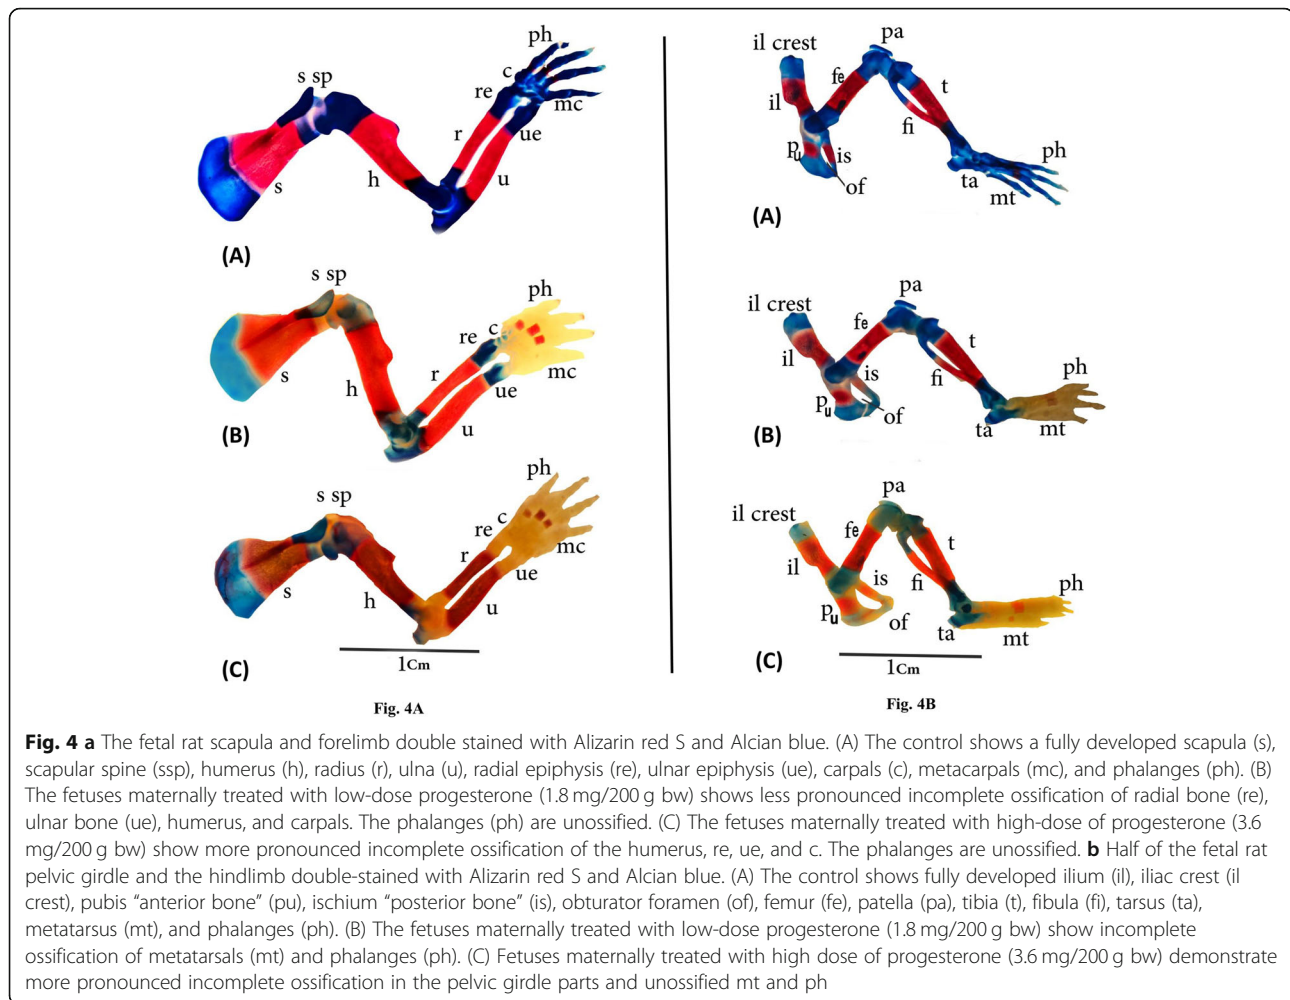 s sp
ph
c
re
mc
r
ue
s
h
u
(A)
s sp
ph
re
c
r
mc
s
h
ue
u
(B)
s sp
ph
re
c
r
mc
ue
s
h
u
(C)
1Cm
Fig. 4A
il crest
pa
fe
t
il
fi
pu
is
ph
of
ta
mt
(A)
il crest
pa
fe
t
il
is
fi
ph
pu
of
ta
mt
(B)
pa
il crest
fe
t
il
is
fi
ph
pu
of
ta
mt
(C)
1Cm
Fig. 4B
Fig. 4 a The fetal rat scapula and forelimb double stained with Alizarin red S and Alcian blue. (A) The control shows a fully developed scapula (s),
scapular spine (ssp), humerus (h), radius (r), ulna (u), radial epiphysis (re), ulnar epiphysis (ue), carpals (c), metacarpals (mc), and phalanges (ph). (B)
The fetuses maternally treated with low-dose progesterone (1.8 mg/200 g bw) shows less pronounced incomplete ossification of radial bone (re),
ulnar bone (ue), humerus, and carpals. The phalanges (ph) are unossified. (C) The fetuses maternally treated with high-dose of progesterone (3.6
mg/200 g bw) show more pronounced incomplete ossification of the humerus, re, ue, and c. The phalanges are unossified. b Half of the fetal rat
pelvic girdle and the hindlimb double-stained with Alizarin red S and Alcian blue. (A) The control shows fully developed ilium (il), iliac crest (il
crest), pubis “anterior bone” (pu), ischium “posterior bone” (is), obturator foramen (of), femur (fe), patella (pa), tibia (t), fibula (fi), tarsus (ta),
metatarsus (mt), and phalanges (ph). (B) The fetuses maternally treated with low-dose progesterone (1.8 mg/200 g bw) show incomplete
ossification of metatarsals (mt) and phalanges (ph). (C) Fetuses maternally treated with high dose of progesterone (3.6 mg/200 g bw) demonstrate
more pronounced incomplete ossification in the pelvic girdle parts and unossified mt and ph